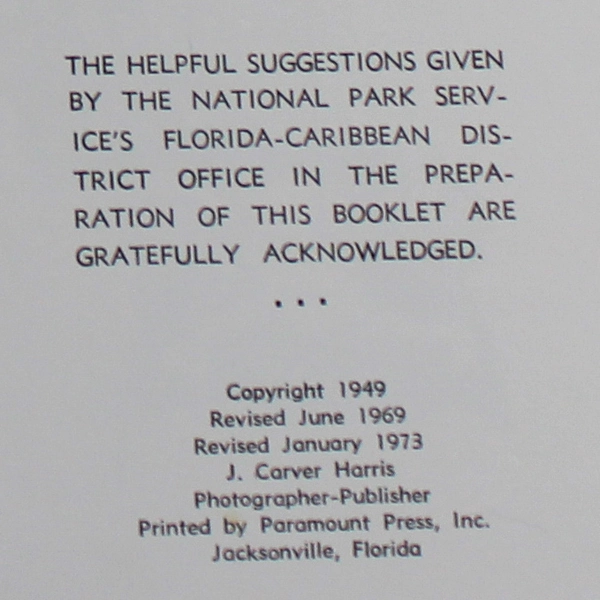 THE HELPFUL SUGGESTIONS GIVEN
BY THE NATIONAL PARK SERV-
ICE'S FLORIDA-CARIBBEAN DIS-
TRICT OFFICE IN THE PREPA-
RATION OF THIS BOOKLET ARE
GRATEFULLY ACKNOWLEDGED.
...
Copyright 1949
Revised June 1969
Revised January 1973
J. Carver Harris
Photographer-Publisher
Printed by Paramount Press, Inc.
Jacksonville, Florida